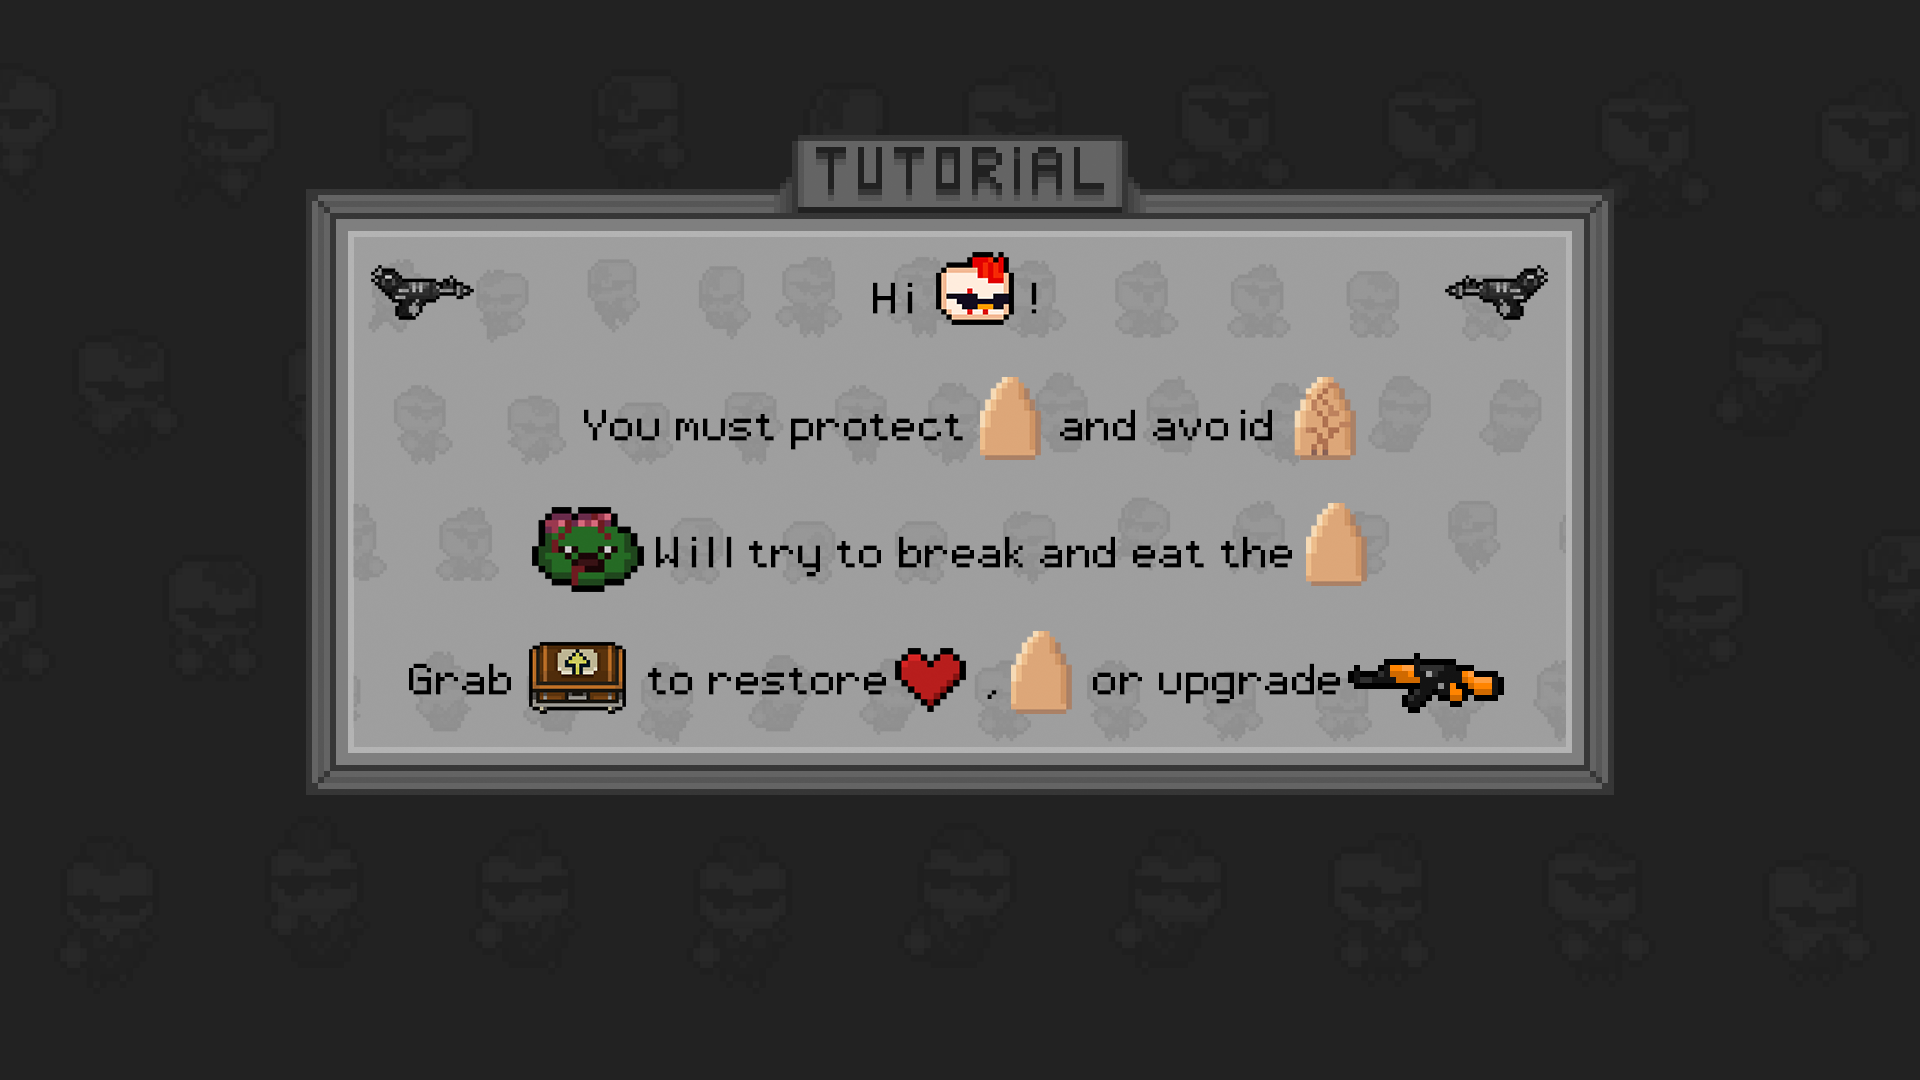 TUTORIAL
Hi !
You must protect and avoid
Will try to break and eat the
Grab to restore , or upgrade